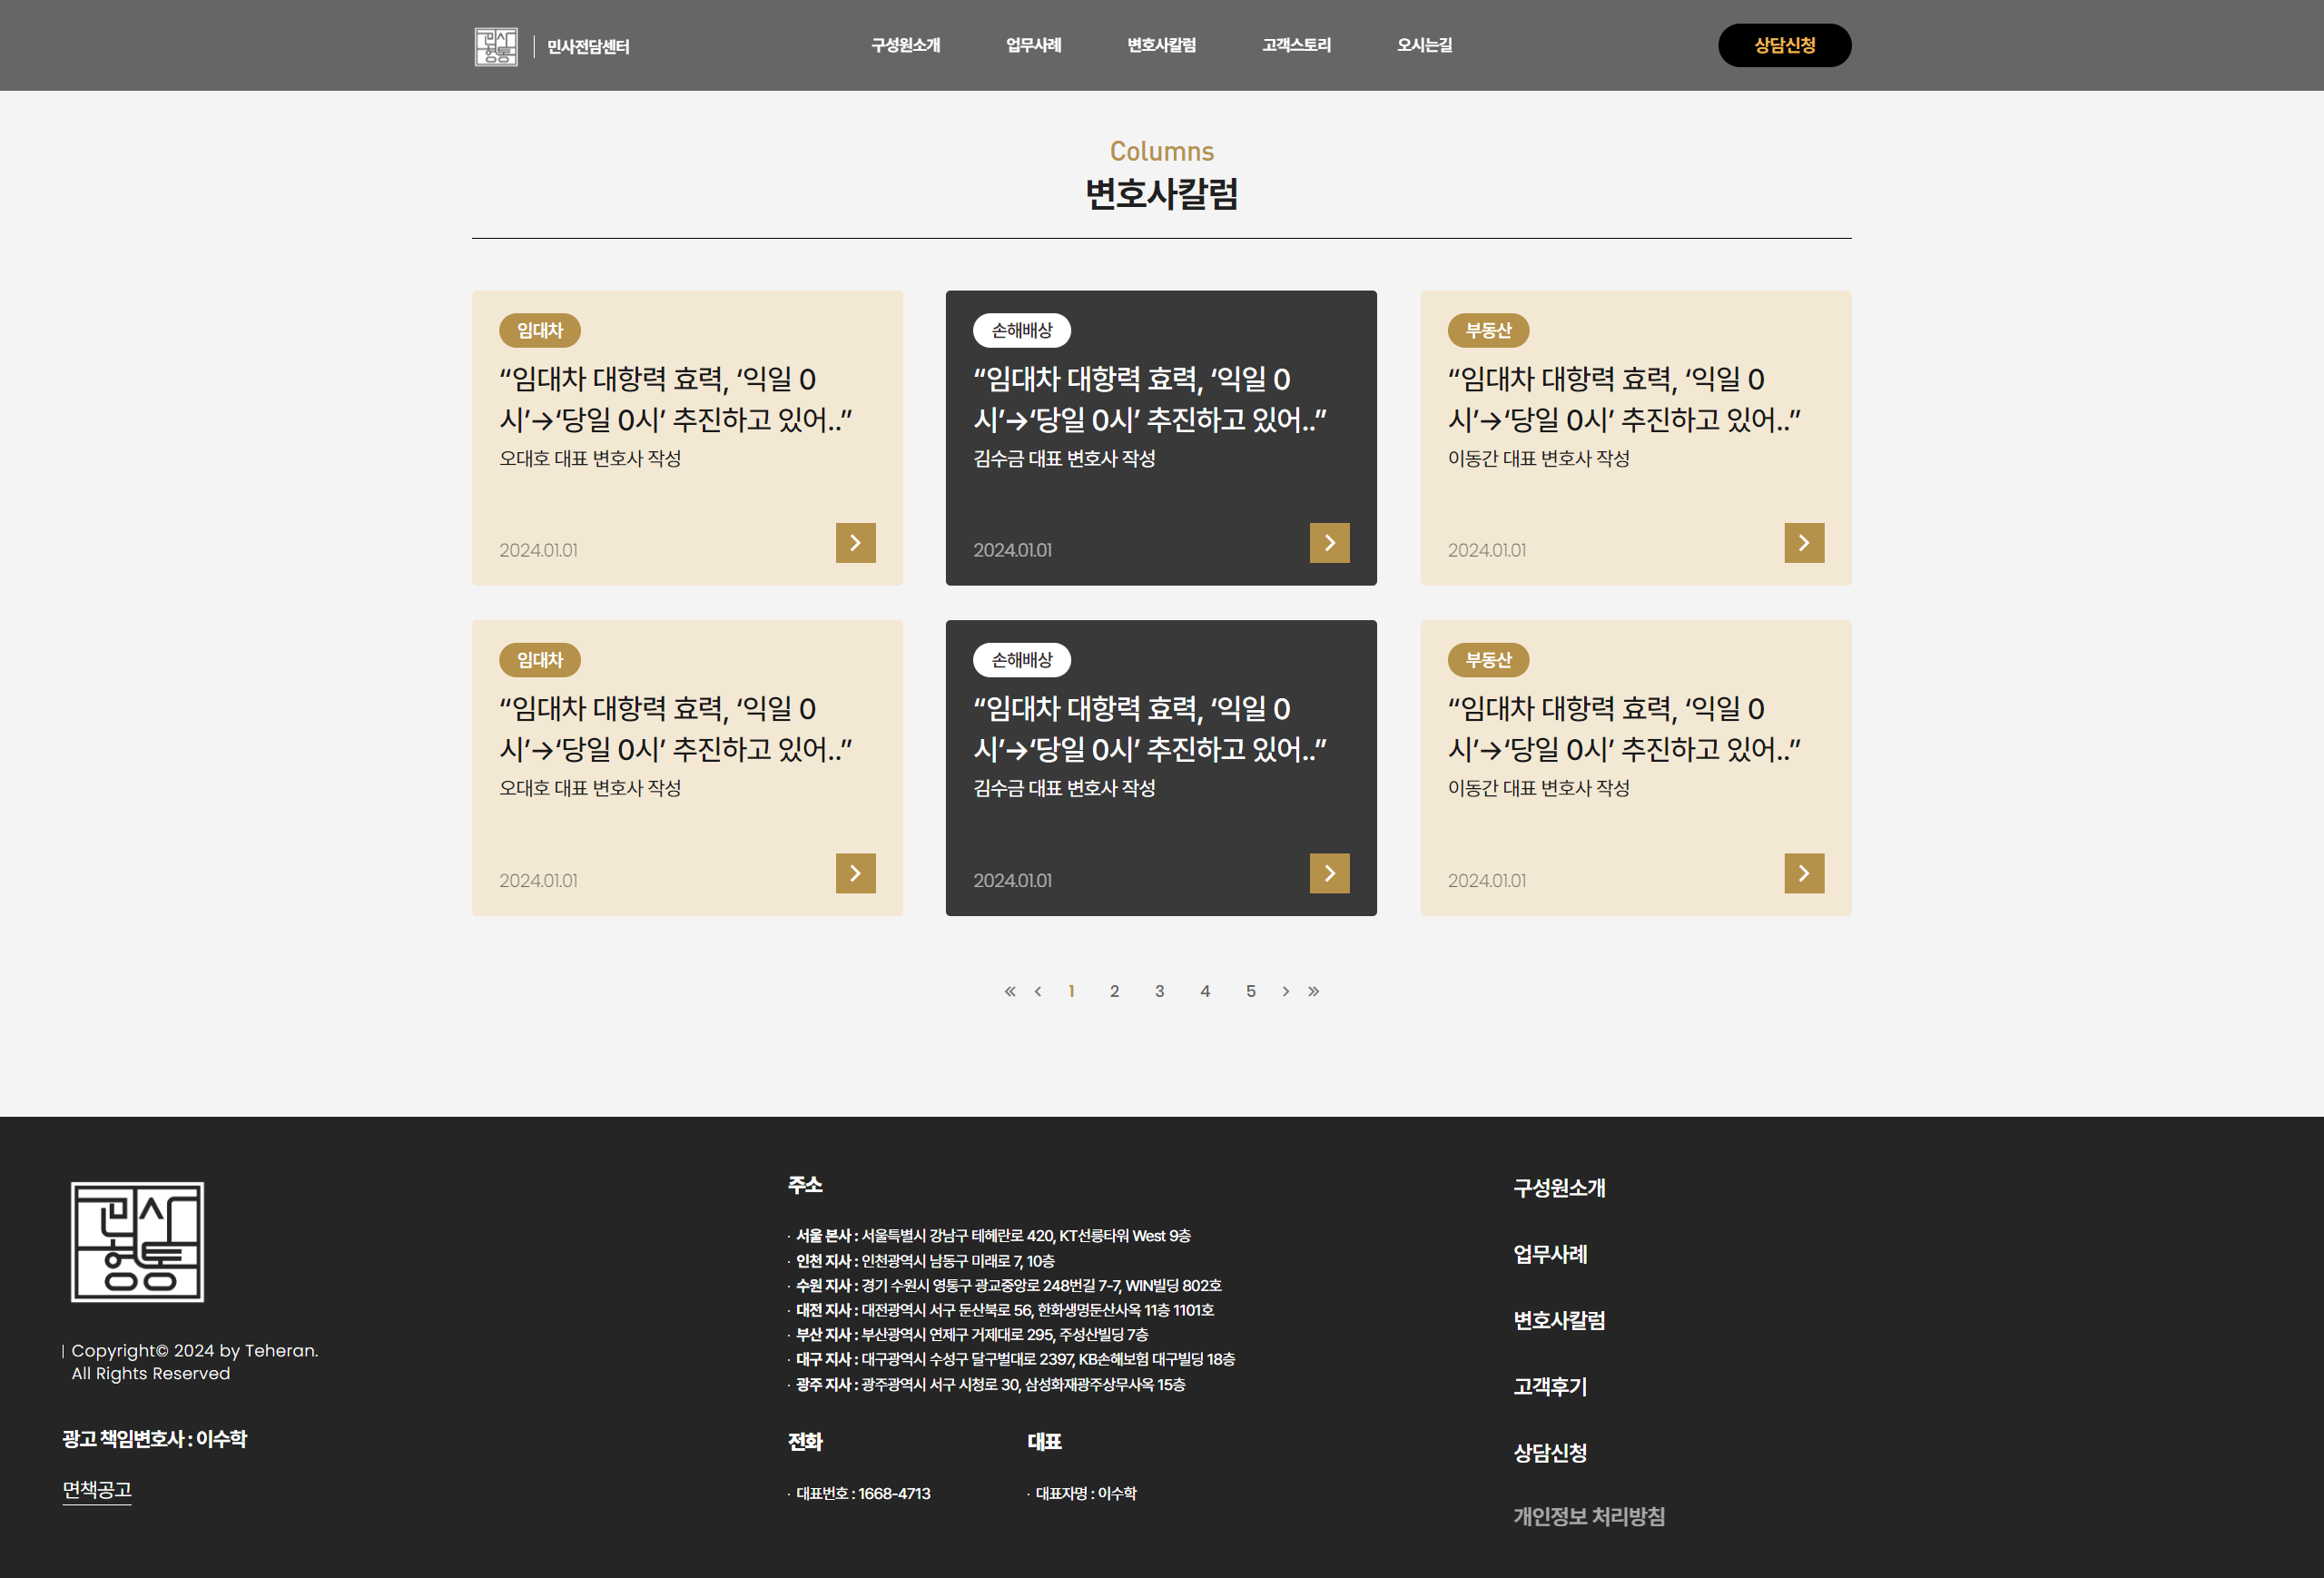 민사
공통
민사전담센터
구성원소개
업무사례
변호사칼럼
고객스토리
오시는길
상담신청
Columns
변호사칼럼
임대차
“임대차 대항력 효력, ‘익일 0
시’→‘당일 0시’ 추진하고 있어..”
오대호 대표 변호사 작성
2024.01.01
손해배상
“임대차 대항력 효력, ‘익일 0
시’→‘당일 0시’ 추진하고 있어..”
김수금 대표 변호사 작성
2024.01.01
부동산
“임대차 대항력 효력, ‘익일 0
시’→‘당일 0시’ 추진하고 있어..”
이동간 대표 변호사 작성
2024.01.01
임대차
“임대차 대항력 효력, ‘익일 0
시’→‘당일 0시’ 추진하고 있어..”
오대호 대표 변호사 작성
2024.01.01
손해배상
“임대차 대항력 효력, ‘익일 0
시’→‘당일 0시’ 추진하고 있어..”
김수금 대표 변호사 작성
2024.01.01
부동산
“임대차 대항력 효력, ‘익일 0
시’→‘당일 0시’ 추진하고 있어..”
이동간 대표 변호사 작성
2024.01.01
« ‹ 1 2 3 4 5 › »
민사
공통
Copyright© 2024 by Teheran.
All Rights Reserved
광고 책임변호사 : 이수학
면책공고
주소
· 서울 본사 : 서울특별시 강남구 테헤란로 420, KT선릉타워 West 9층
· 인천 지사 : 인천광역시 남동구 미래로 7, 10층
· 수원 지사 : 경기 수원시 영통구 광교중앙로 248번길 7-7, WIN빌딩 802호
· 대전 지사 : 대전광역시 서구 둔산북로 56, 한화생명둔산사옥 11층 1101호
· 부산 지사 : 부산광역시 연제구 거제대로 295, 주성산빌딩 7층
· 대구 지사 : 대구광역시 수성구 달구벌대로 2397, KB손해보험 대구빌딩 18층
· 광주 지사 : 광주광역시 서구 시청로 30, 삼성화재광주상무사옥 15층
전화
· 대표번호 : 1668-4713
대표
· 대표자명 : 이수학
구성원소개
업무사례
변호사칼럼
고객후기
상담신청
개인정보 처리방침